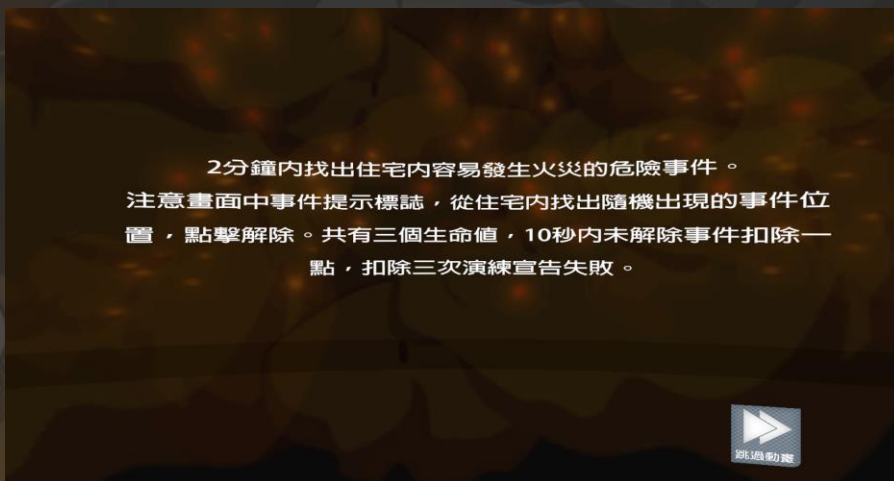 2分鐘內找出住宅內容易發生火災的危險事件。
注意畫面中事件提示標誌，從住宅內找出隨機出現的事件位
置，點擊解除。共有三個生命值，10秒內未解除事件扣除一
點，扣除三次演練宣告失敗。
跳過動畫